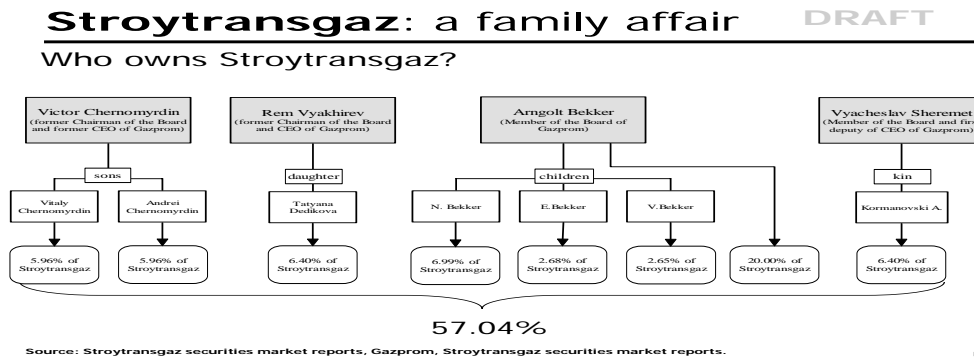 Stroytransgaz: a family affair
DRAFT
Who owns Stroytransgaz?
Victor Chernomyrdin
(former Chairman of the Board
and former CEO of Gazprom)
Rem Vyakhirev
(former Chairman of the Board
and CEO of Gazprom)
Arngolt Bekker
(Member of the Board of
Gazprom)
Vyacheslav Sheremet
(Member of the Board and firs
deputy of CEO of Gazprom)
sons
daughter
children
kin
Vitaly
Chernomyrdin
Andrei
Chernomyrdin
Tatyana
Dedikova
N. Bekker
E.Bekker
V.Bekker
Kormanovski A.
5.96% of
Stroytransgaz
5.96% of
Stroytransgaz
6.40% of
Stroytransgaz
6.99% of
Stroytransgaz
2.68% of
Stroytransgaz
2.65% of
Stroytransgaz
20.00% of
Stroytransgaz
6.40% of
Stroytransgaz
57.04%
Source: Stroytransgaz securities market reports, Gazprom, Stroytransgaz securities market reports.